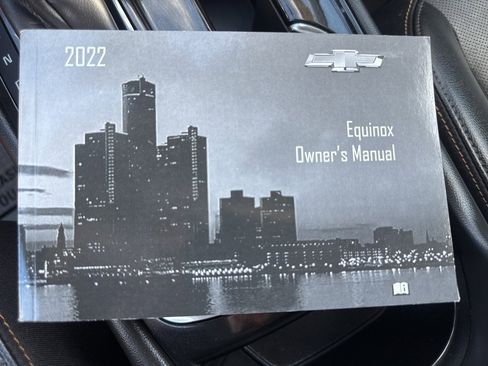 2022
Equinox
Owner's Manual
N